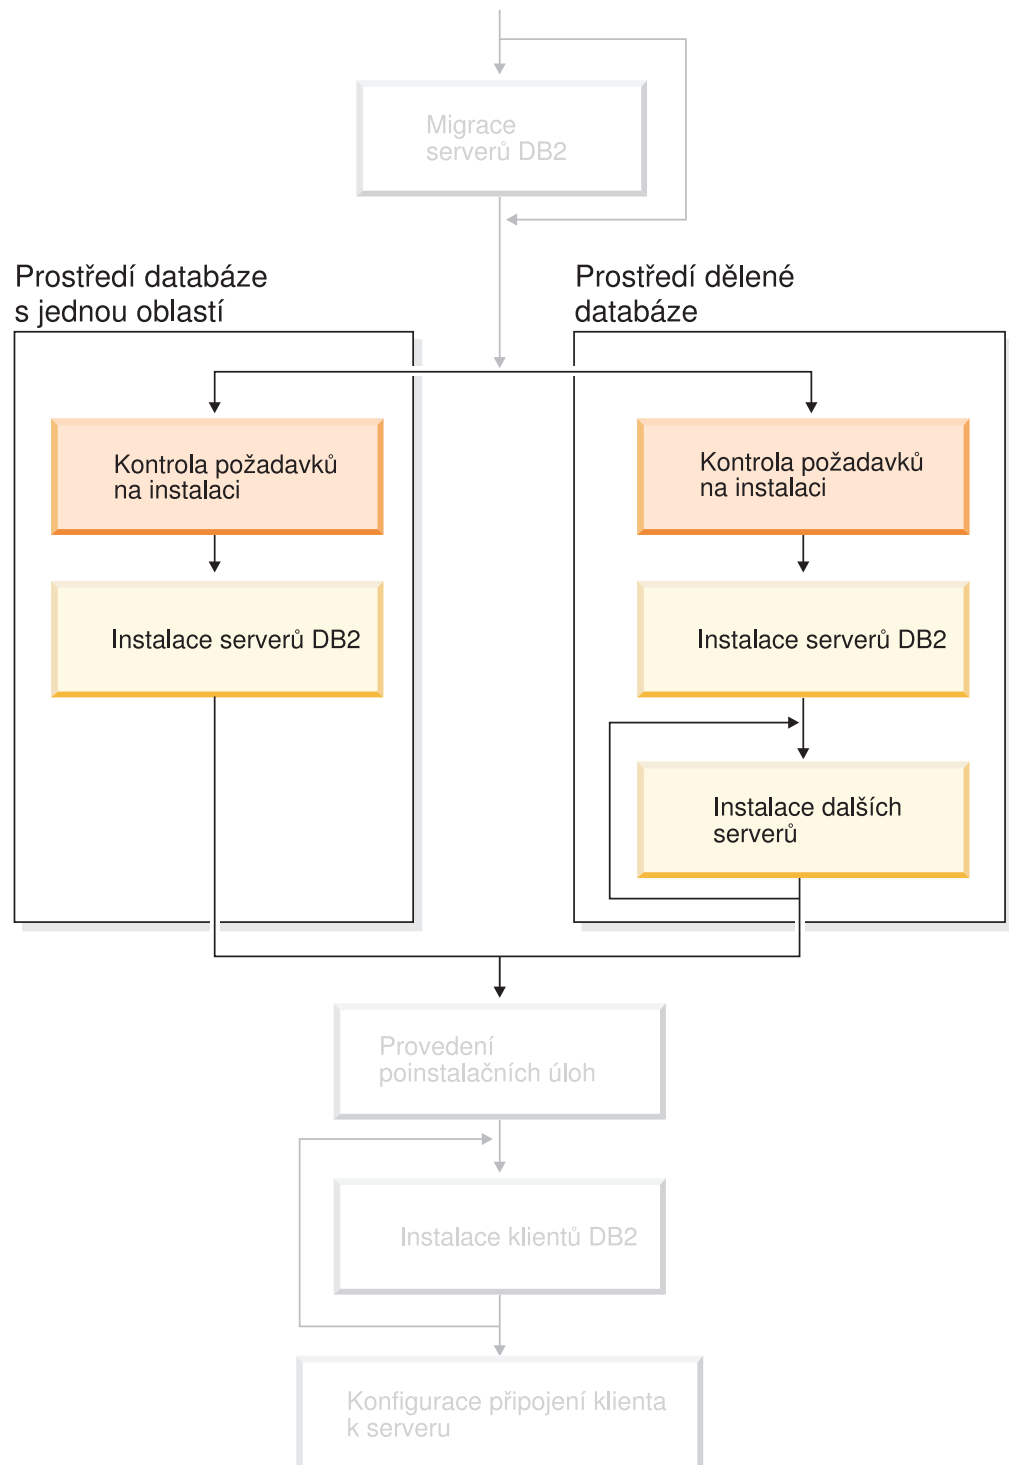 Migrace
serverů DB2
Prostředí databáze
s jednou oblastí
Prostředí dělené
databáze
Kontrola požadavků
na instalaci
Kontrola požadavků
na instalaci
Instalace serverů DB2
Instalace serverů DB2
Instalace dalších
serverů
Provedení
poinstalačních úloh
Instalace klientů DB2
Konfigurace připojení klienta
k serveru